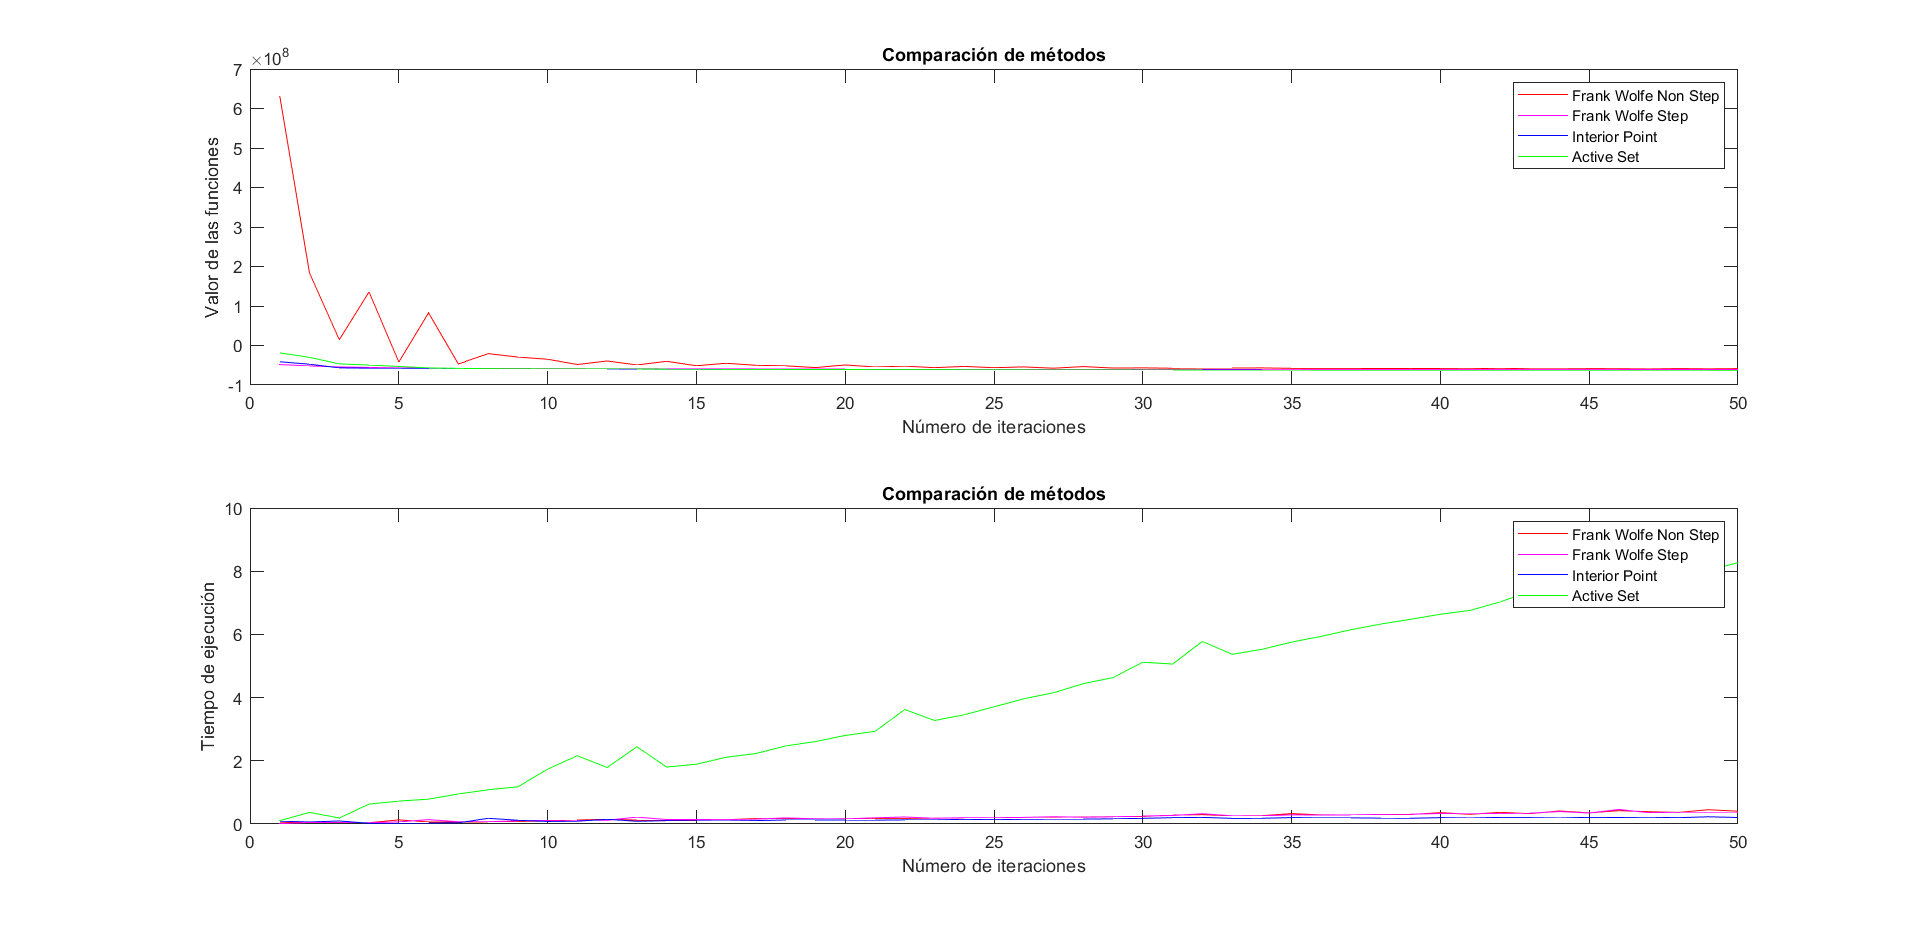 Comparación de métodos
×10^8
7
6
5
4
3
2
1
0
-1
Valor de las funciones
Frank Wolfe Non Step
Frank Wolfe Step
Interior Point
Active Set
0 5 10 15 20 25 30 35 40 45 50
Número de iteraciones
Comparación de métodos
10
8
6
4
2
0
Tiempo de ejecución
Frank Wolfe Non Step
Frank Wolfe Step
Interior Point
Active Set
0 5 10 15 20 25 30 35 40 45 50
Número de iteraciones